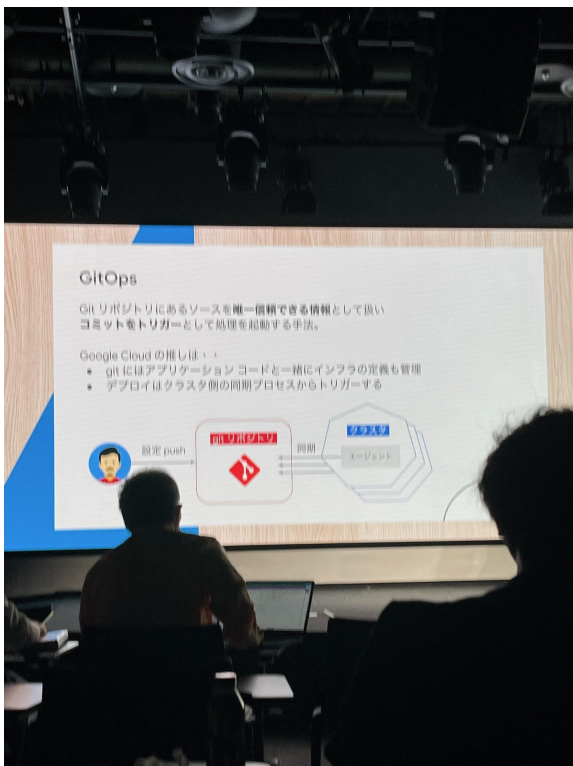 GitOps
Git リポジトリにあるソースを唯一信頼できる情報として扱い
コミットをトリガーとして処理を起動する手法。
Google Cloud の推しは・・
● git にはアプリケーション コードと一緒にインフラの定義も管理
● デプロイはクラスタ側の同期プロセスからトリガーする
設定 push
git リポジトリ
同期
クラスタ
エージェント